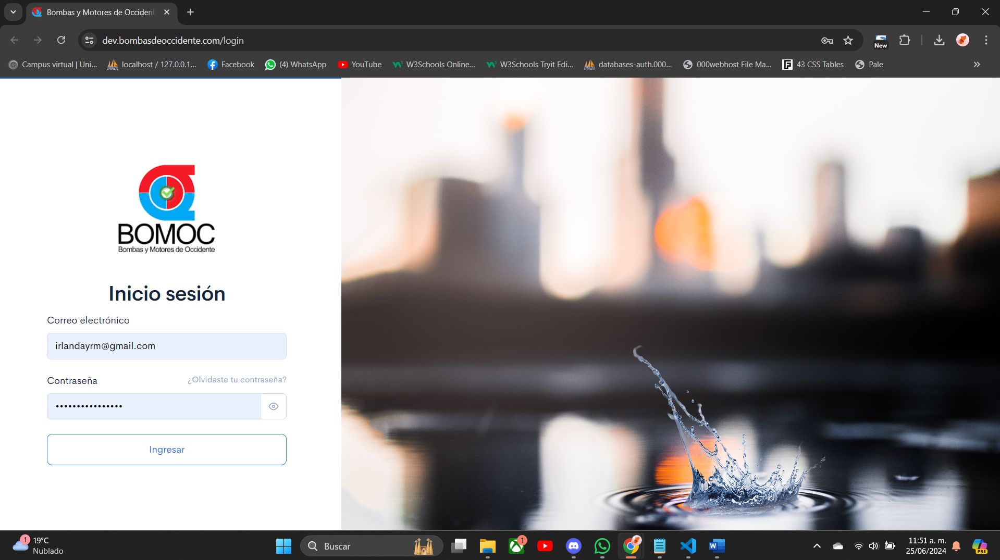 Bombas y Motores de Occident
dev.bombasdeoccidente.com/login
New
Campus virtual | Uni...
localhost / 127.0.0.1...
Facebook
(4) WhatsApp
YouTube
W3Schools Online...
W3Schools Tryit Edi...
databases-auth.000...
000webhost File Ma...
43 CSS Tables
Pale
BOMOC
Bombas y Motores de Occidente
Inicio sesión
Correo electrónico
irlandayrm@gmail.com
Contraseña
¿Olvidaste tu contraseña?
••••••••••••••••
Ingresar
1
19°C
Nublado
Buscar
1
W
11:51 a. m.
25/06/2024
PRE